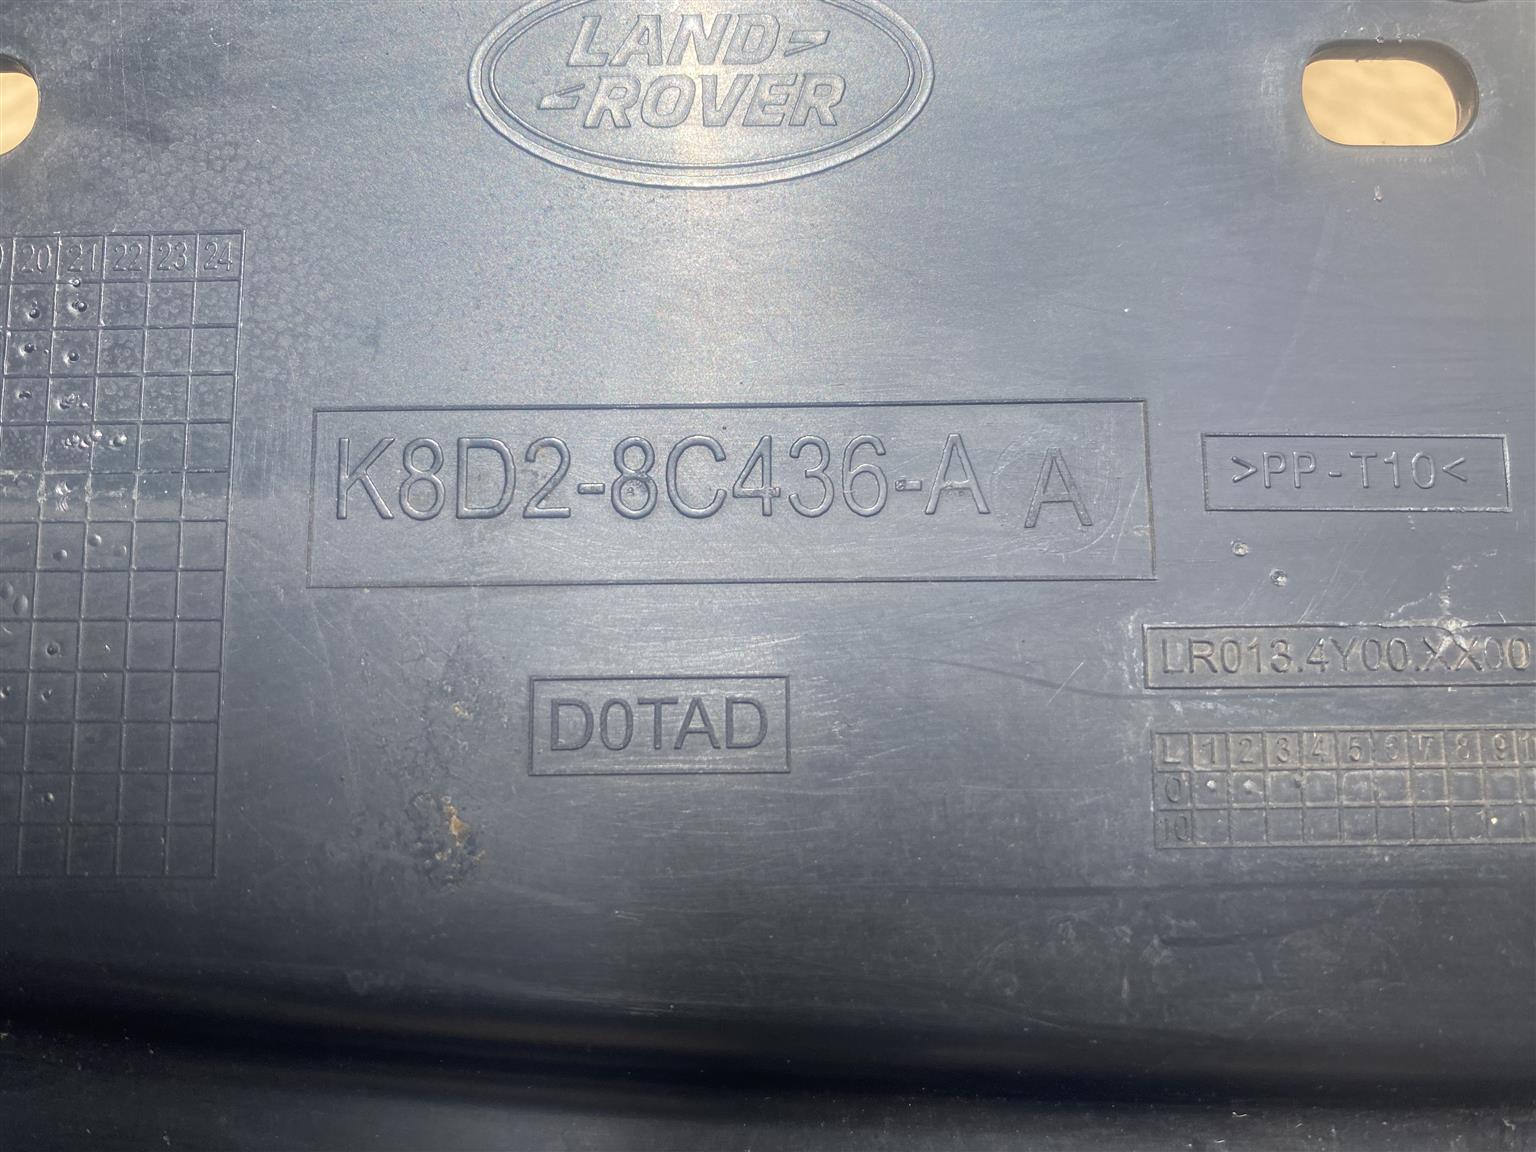 LAND
ROVER
20 21 22 23 24
K8D2-8C436-A A
>PP-T10<
LR013.4Y00.XX00
D0TAD
L 1 2 3 4 5 6 7 8 9
0
10